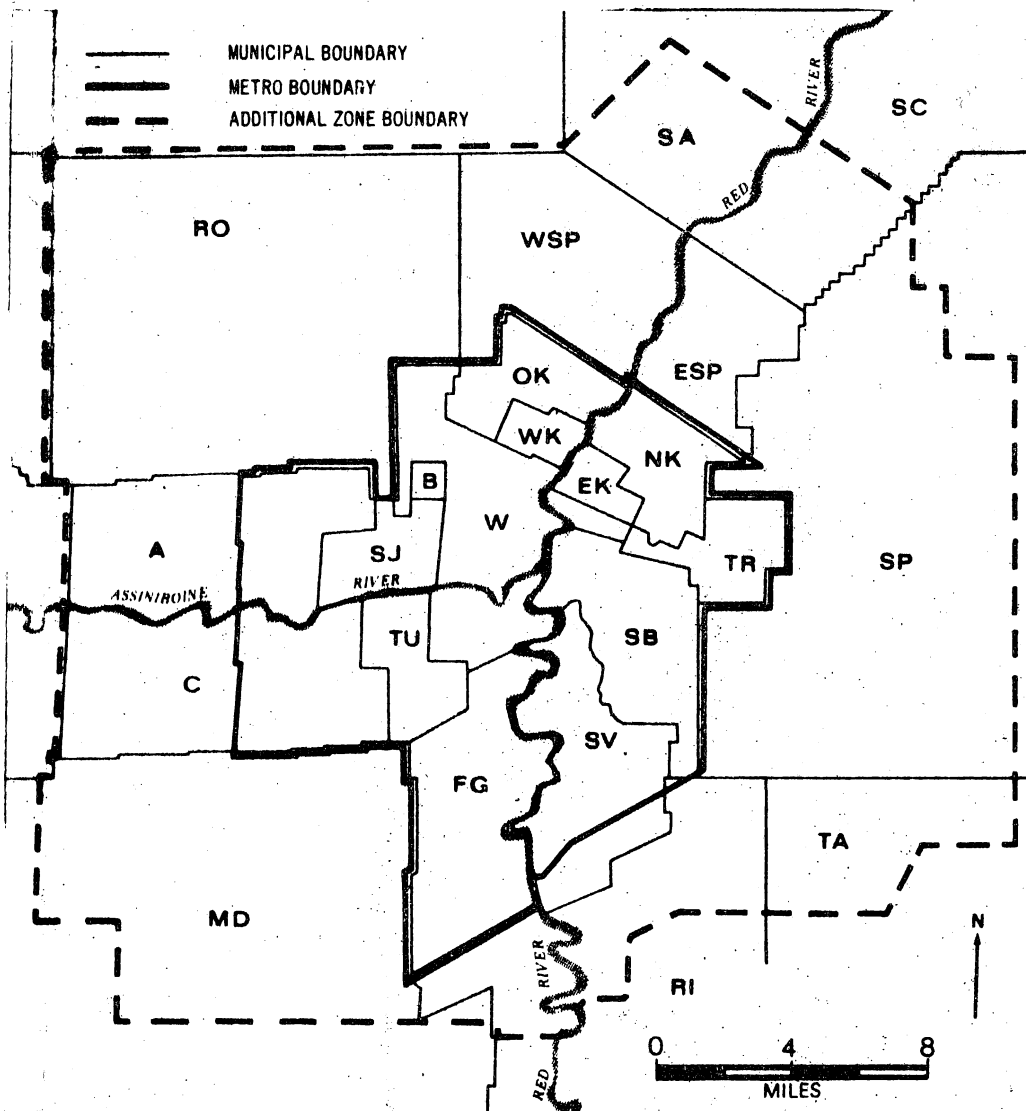 MUNICIPAL BOUNDARY
METRO BOUNDARY
ADDITIONAL ZONE BOUNDARY
RIVER
SC
SA
RED
RO
WSP
OK
ESP
WK
NK
B
EK
W
A
SJ
TR
SP
ASSINIBOINE
RIVER
TU
SB
C
SV
FG
TA
MD
N
RIVER
RI
0 4 8
MILES
RED